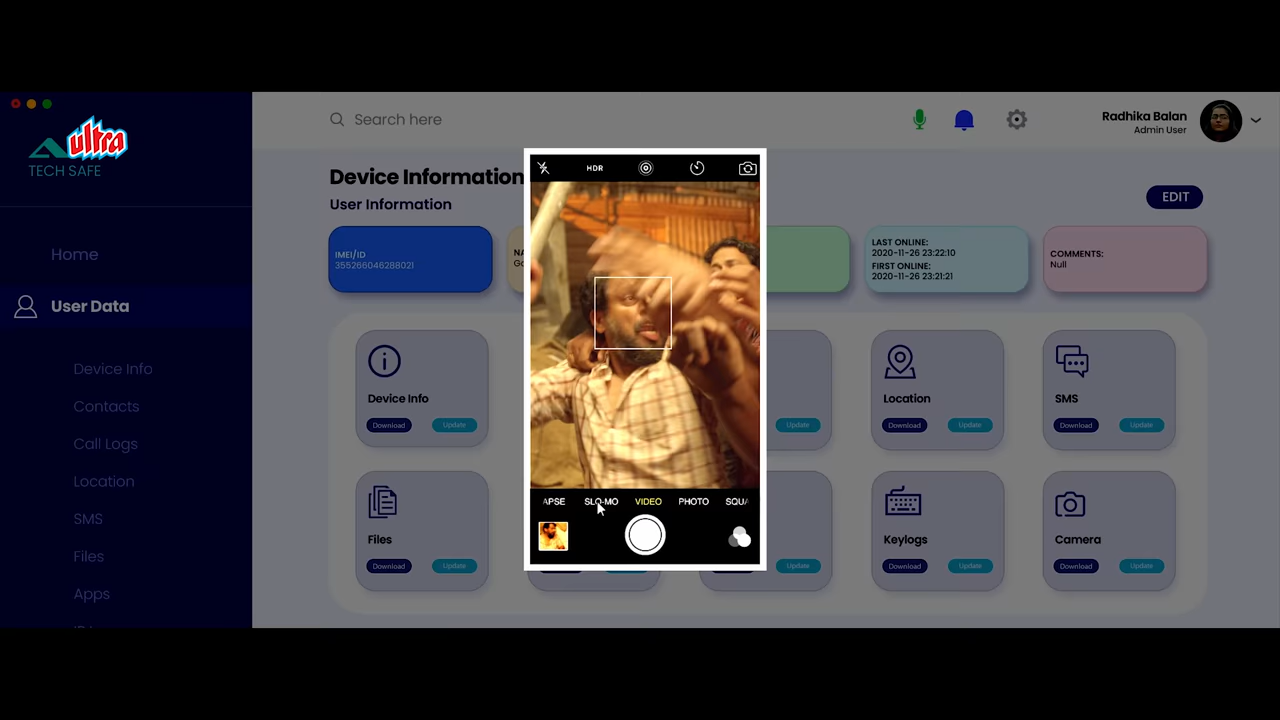 ultra
TECH SAFE
Search here
Radhika Balan
Admin User
Device Information
User Information
EDIT
IMEI/ID
355266046288021
LAST ONLINE:
2020-11-26 23:22:10
FIRST ONLINE:
2020-11-26 23:21:21
COMMENTS:
Null
Home
User Data
Device Info
Contacts
Call Logs
Location
SMS
Files
Apps
HDR
Device Info
Download
Update
Update
Location
Download
Update
SMS
Download
Update
APSE
SLO-MO
VIDEO
PHOTO
SQUA
Files
Download
Update
Update
Keylogs
Download
Update
Camera
Download
Update